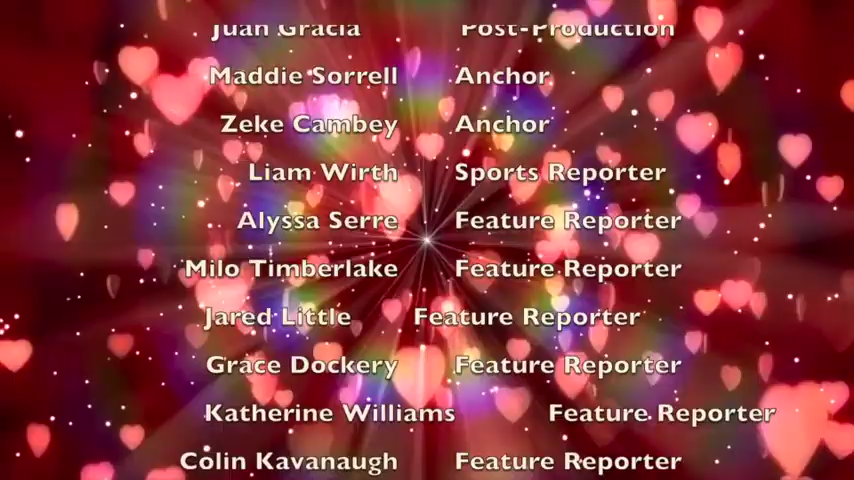 Juan Gracia Post-Production
Maddie Sorrell Anchor
Zeke Cambey Anchor
Liam Wirth Sports Reporter
Alyssa Serre Feature Reporter
Milo Timberlake Feature Reporter
Jared Little Feature Reporter
Grace Dockery Feature Reporter
Katherine Williams Feature Reporter
Colin Kavanaugh Feature Reporter